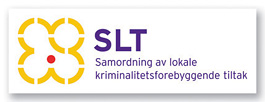 SLT
Samordning av lokale
kriminalitetsforebyggende tiltak